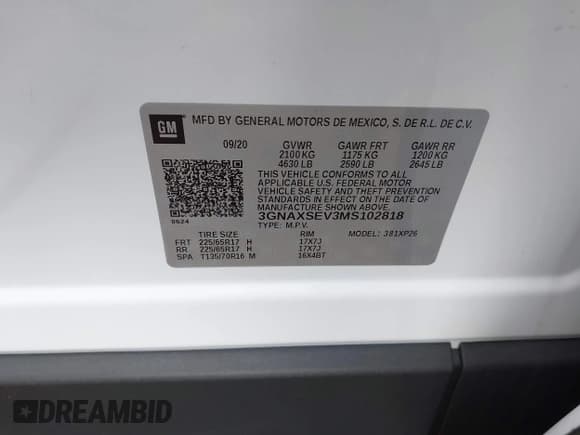 GM
MFD BY GENERAL MOTORS DE MEXICO, S. DE R.L. DE C.V.
09/20 GVWR GAWR FRT GAWR RR
2100 KG 1175 KG 1200 KG
4630 LB 2590 LB 2645 LB
THIS VEHICLE CONFORMS TO ALL
APPLICABLE U.S. FEDERAL MOTOR
VEHICLE SAFETY AND THEFT PREVENTION
STANDARDS IN EFFECT ON THE DATE OF
MANUFACTURE SHOWN ABOVE.
3GNAXSEV3MS102818
0624 TYPE: M.P.V.
TIRE SIZE RIM MODEL: 381XP26
FRT 225/65R17 H 17X7J
RR 225/65R17 H 17X7J
SPA T135/70R16 M 16X4BT
DREAMBID